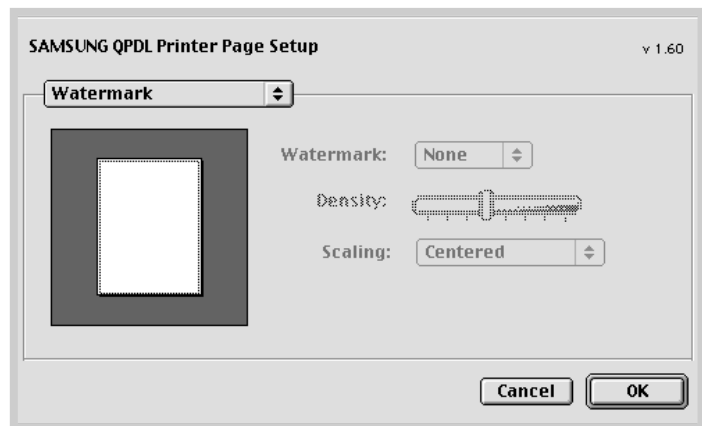 SAMSUNG QPDL Printer Page Setup v 1.60
Watermark
Watermark: None
Density:
Scaling: Centered
Cancel OK